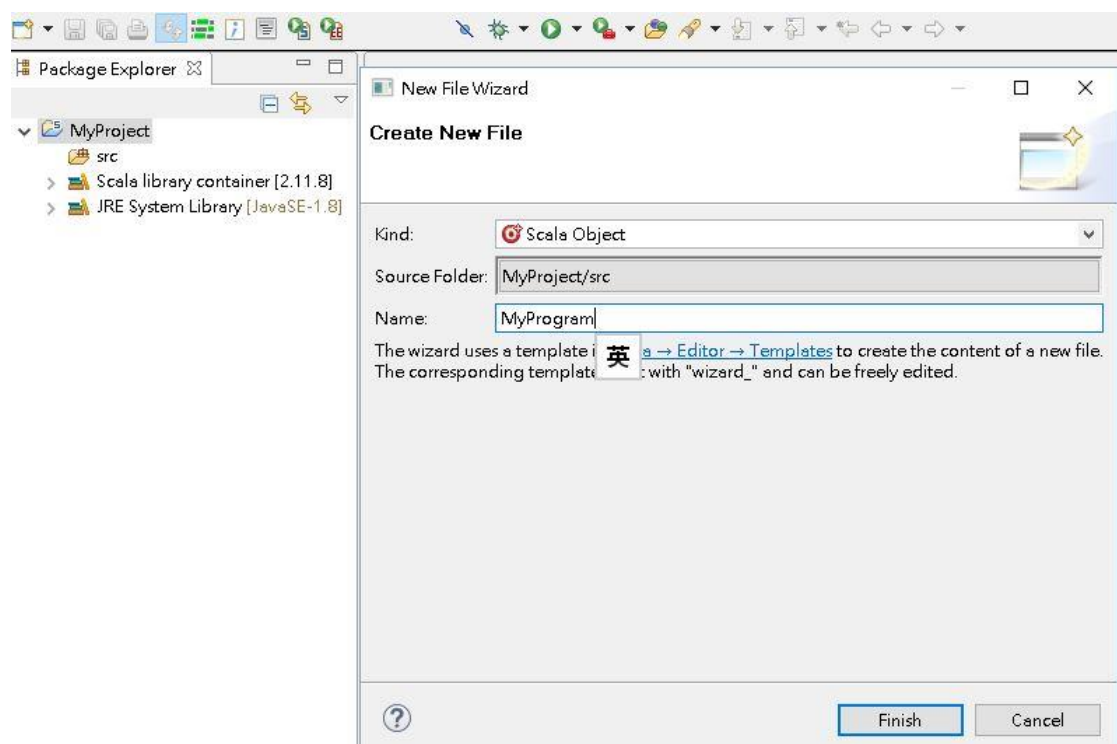 Package Explorer
MyProject
src
Scala library container [2.11.8]
JRE System Library [JavaSE-1.8]
New File Wizard
Create New File
Kind: Scala Object
Source Folder: MyProject/src
Name: MyProgram
The wizard uses a template i 英 a → Editor → Templates to create the content of a new file.
The corresponding template with "wizard_" and can be freely edited.
Finish Cancel